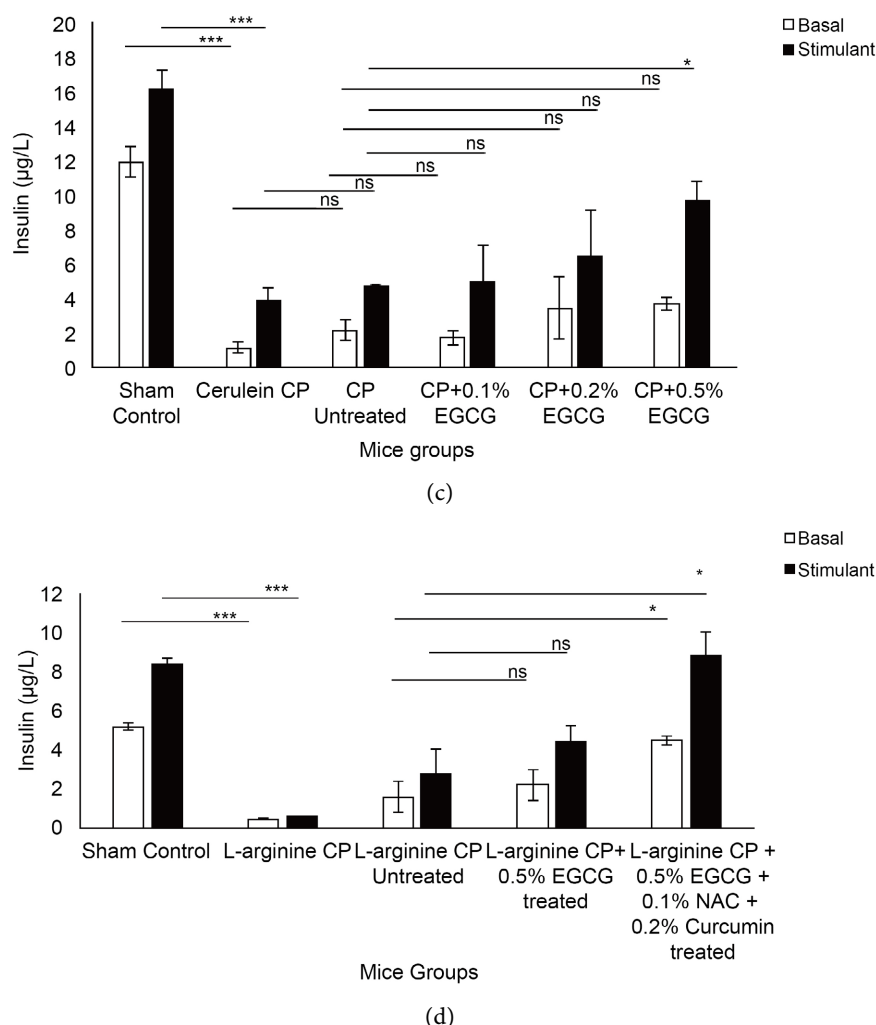 Basal
Stimulant
Insulin (µg/L)
20
18
16
14
12
10
8
6
4
2
0
***
***
*
ns
ns
ns
ns
ns
ns
ns
Sham Control
Cerulein CP
CP Untreated
CP+0.1% EGCG
CP+0.2% EGCG
CP+0.5% EGCG
Mice groups
(c)
Basal
Stimulant
Insulin (µg/L)
12
10
8
6
4
2
0
***
***
*
*
ns
ns
Sham Control
L-arginine CP
L-arginine CP
Untreated
L-arginine CP+
0.5% EGCG
treated
L-arginine CP +
0.5% EGCG +
0.1% NAC +
0.2% Curcumin
treated
Mice Groups
(d)